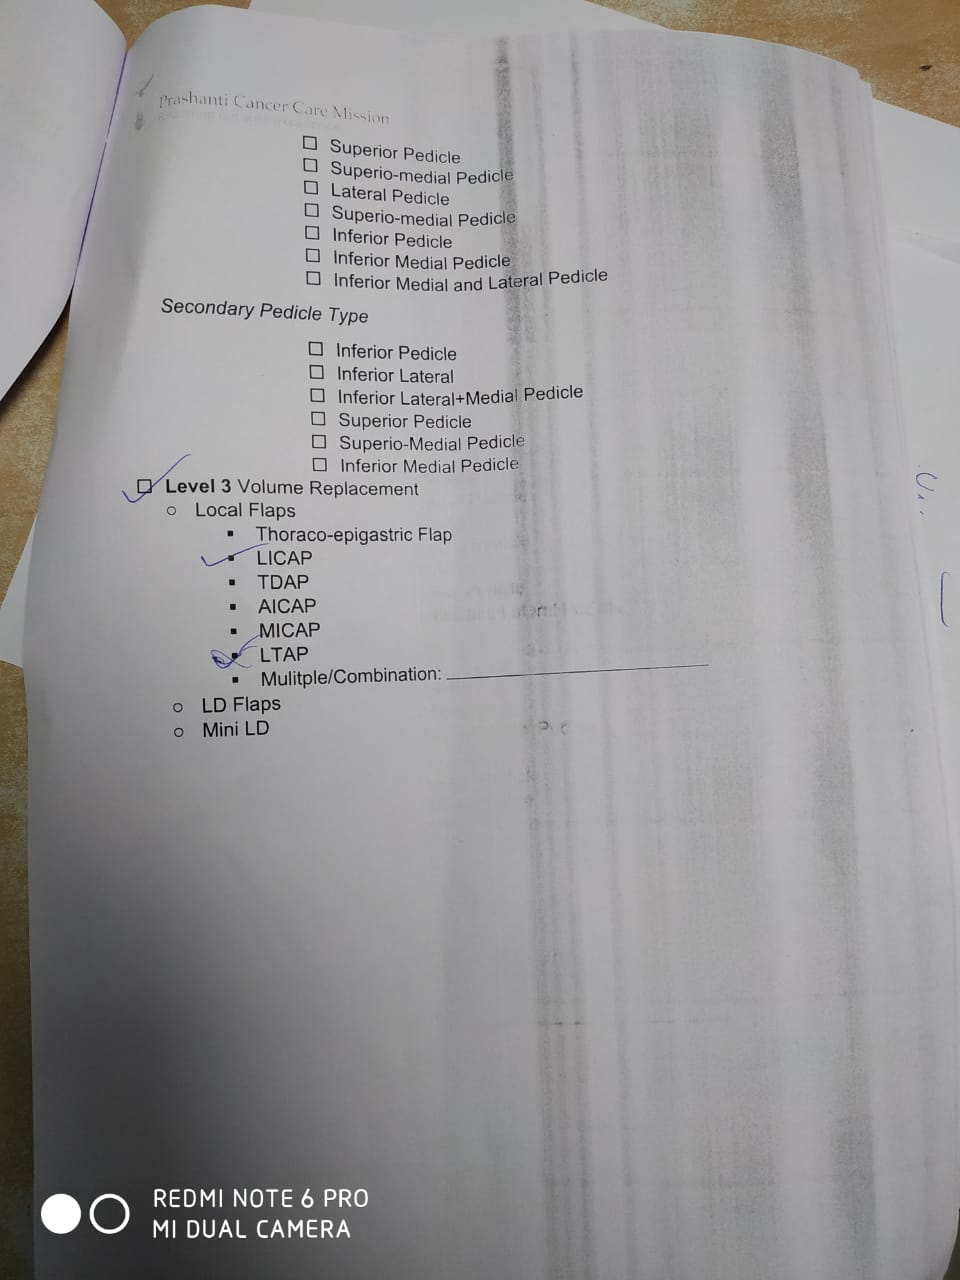 Prashanti Cancer Care Mission
☐ Superior Pedicle
☐ Superio-medial Pedicle
☐ Lateral Pedicle
☐ Superio-medial Pedicle
☐ Inferior Pedicle
☐ Inferior Medial Pedicle
☐ Inferior Medial and Lateral Pedicle
Secondary Pedicle Type
☐ Inferior Pedicle
☐ Inferior Lateral
☐ Inferior Lateral+Medial Pedicle
☐ Superior Pedicle
☐ Superio-Medial Pedicle
☐ Inferior Medial Pedicle
☐ Level 3 Volume Replacement
○ Local Flaps
▪ Thoraco-epigastric Flap
▪ LICAP
▪ TDAP
▪ AICAP
▪ MICAP
▪ LTAP
▪ Mulitple/Combination:
○ LD Flaps
○ Mini LD
REDMI NOTE 6 PRO
MI DUAL CAMERA